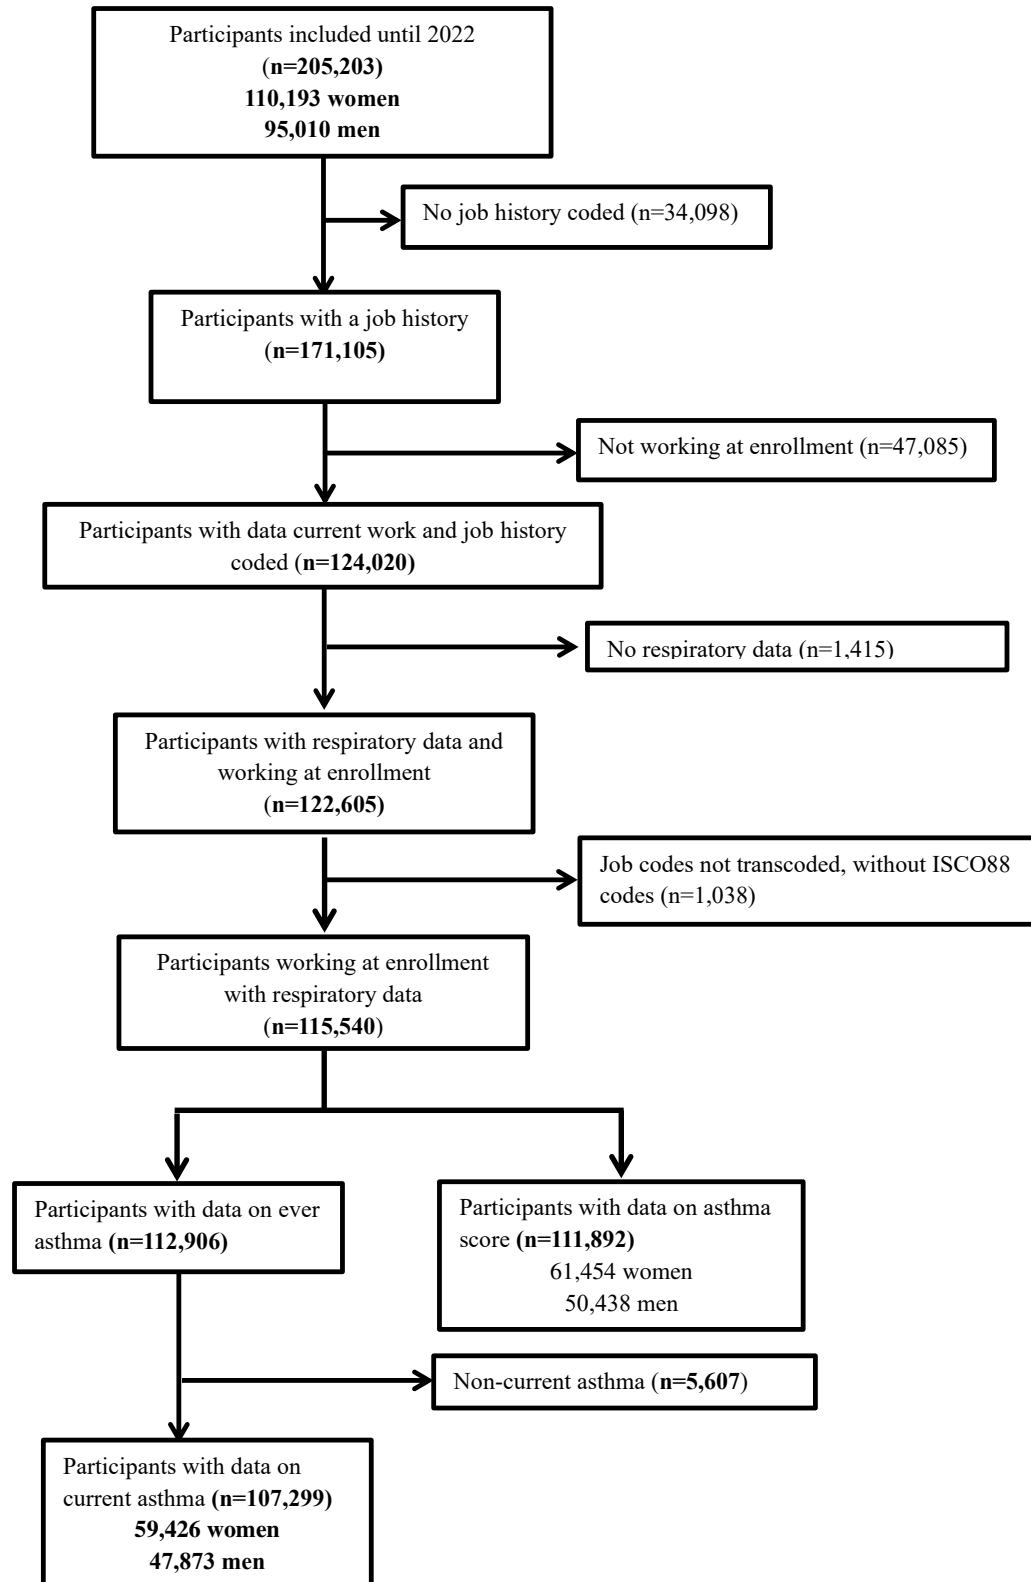 Participants included until 2022
(n=205,203)
110,193 women
95,010 men
No job history coded (n=34,098)
Participants with a job history
(n=171,105)
Not working at enrollment (n=47,085)
Participants with data current work and job history
coded (n=124,020)
No respiratory data (n=1,415)
Participants with respiratory data and
working at enrollment
(n=122,605)
Job codes not transcoded, without ISCO88
codes (n=1,038)
Participants working at enrollment
with respiratory data
(n=115,540)
Participants with data on ever
asthma (n=112,906)
Participants with data on asthma
score (n=111,892)
61,454 women
50,438 men
Non-current asthma (n=5,607)
Participants with data on
current asthma (n=107,299)
59,426 women
47,873 men